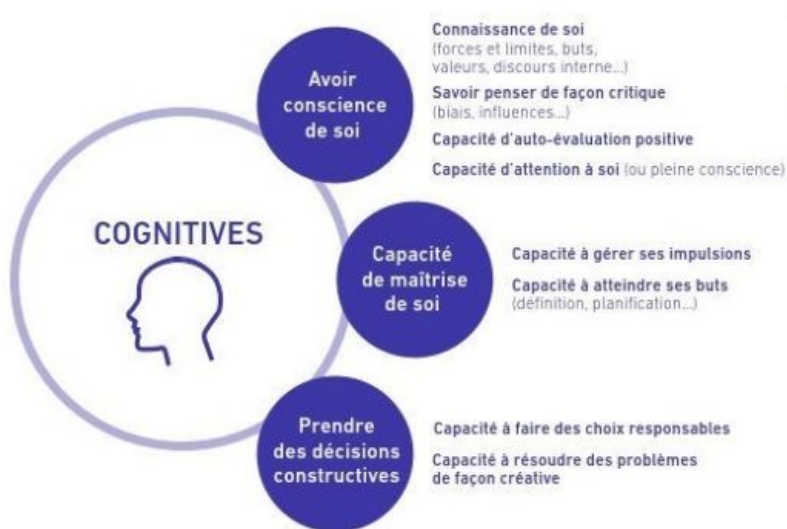 COGNITIVES
Avoir
conscience
de soi
Connaissance de soi
(forces et limites, buts,
valeurs, discours interne...)
Savoir penser de façon critique
(biais, influences...)
Capacité d'auto-évaluation positive
Capacité d'attention à soi (ou pleine conscience)
Capacité
de maîtrise
de soi
Capacité à gérer ses impulsions
Capacité à atteindre ses buts
(définition, planification...)
Prendre
des décisions
constructives
Capacité à faire des choix responsables
Capacité à résoudre des problèmes
de façon créative